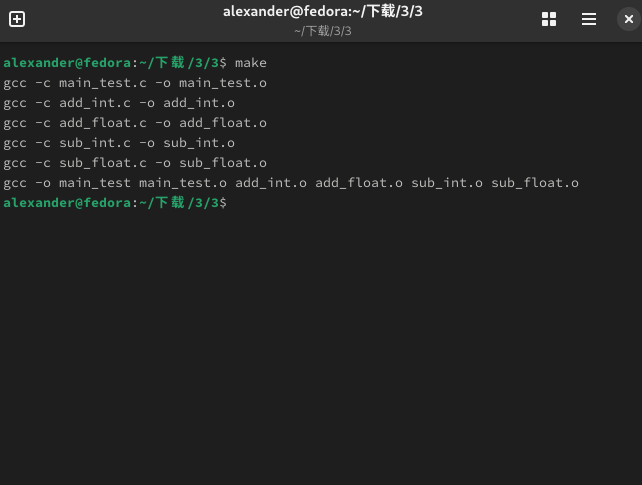 alexander@fedora:~/下载/3/3
~/下载/3/3
alexander@fedora:~/下载/3/3$ make
gcc -c main_test.c -o main_test.o
gcc -c add_int.c -o add_int.o
gcc -c add_float.c -o add_float.o
gcc -c sub_int.c -o sub_int.o
gcc -c sub_float.c -o sub_float.o
gcc -o main_test main_test.o add_int.o add_float.o sub_int.o sub_float.o
alexander@fedora:~/下载/3/3$